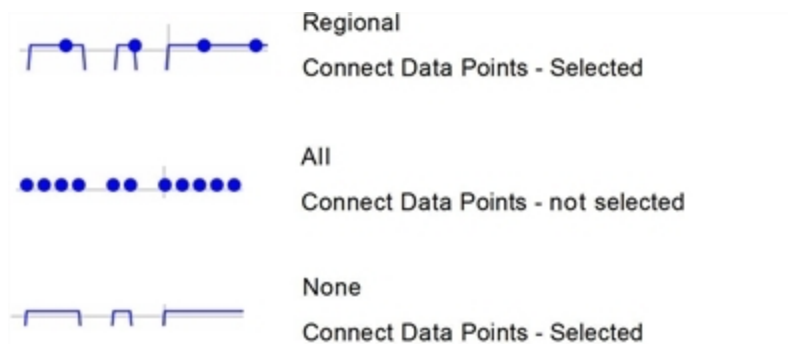 Regional
Connect Data Points - Selected
All
Connect Data Points - not selected
None
Connect Data Points - Selected